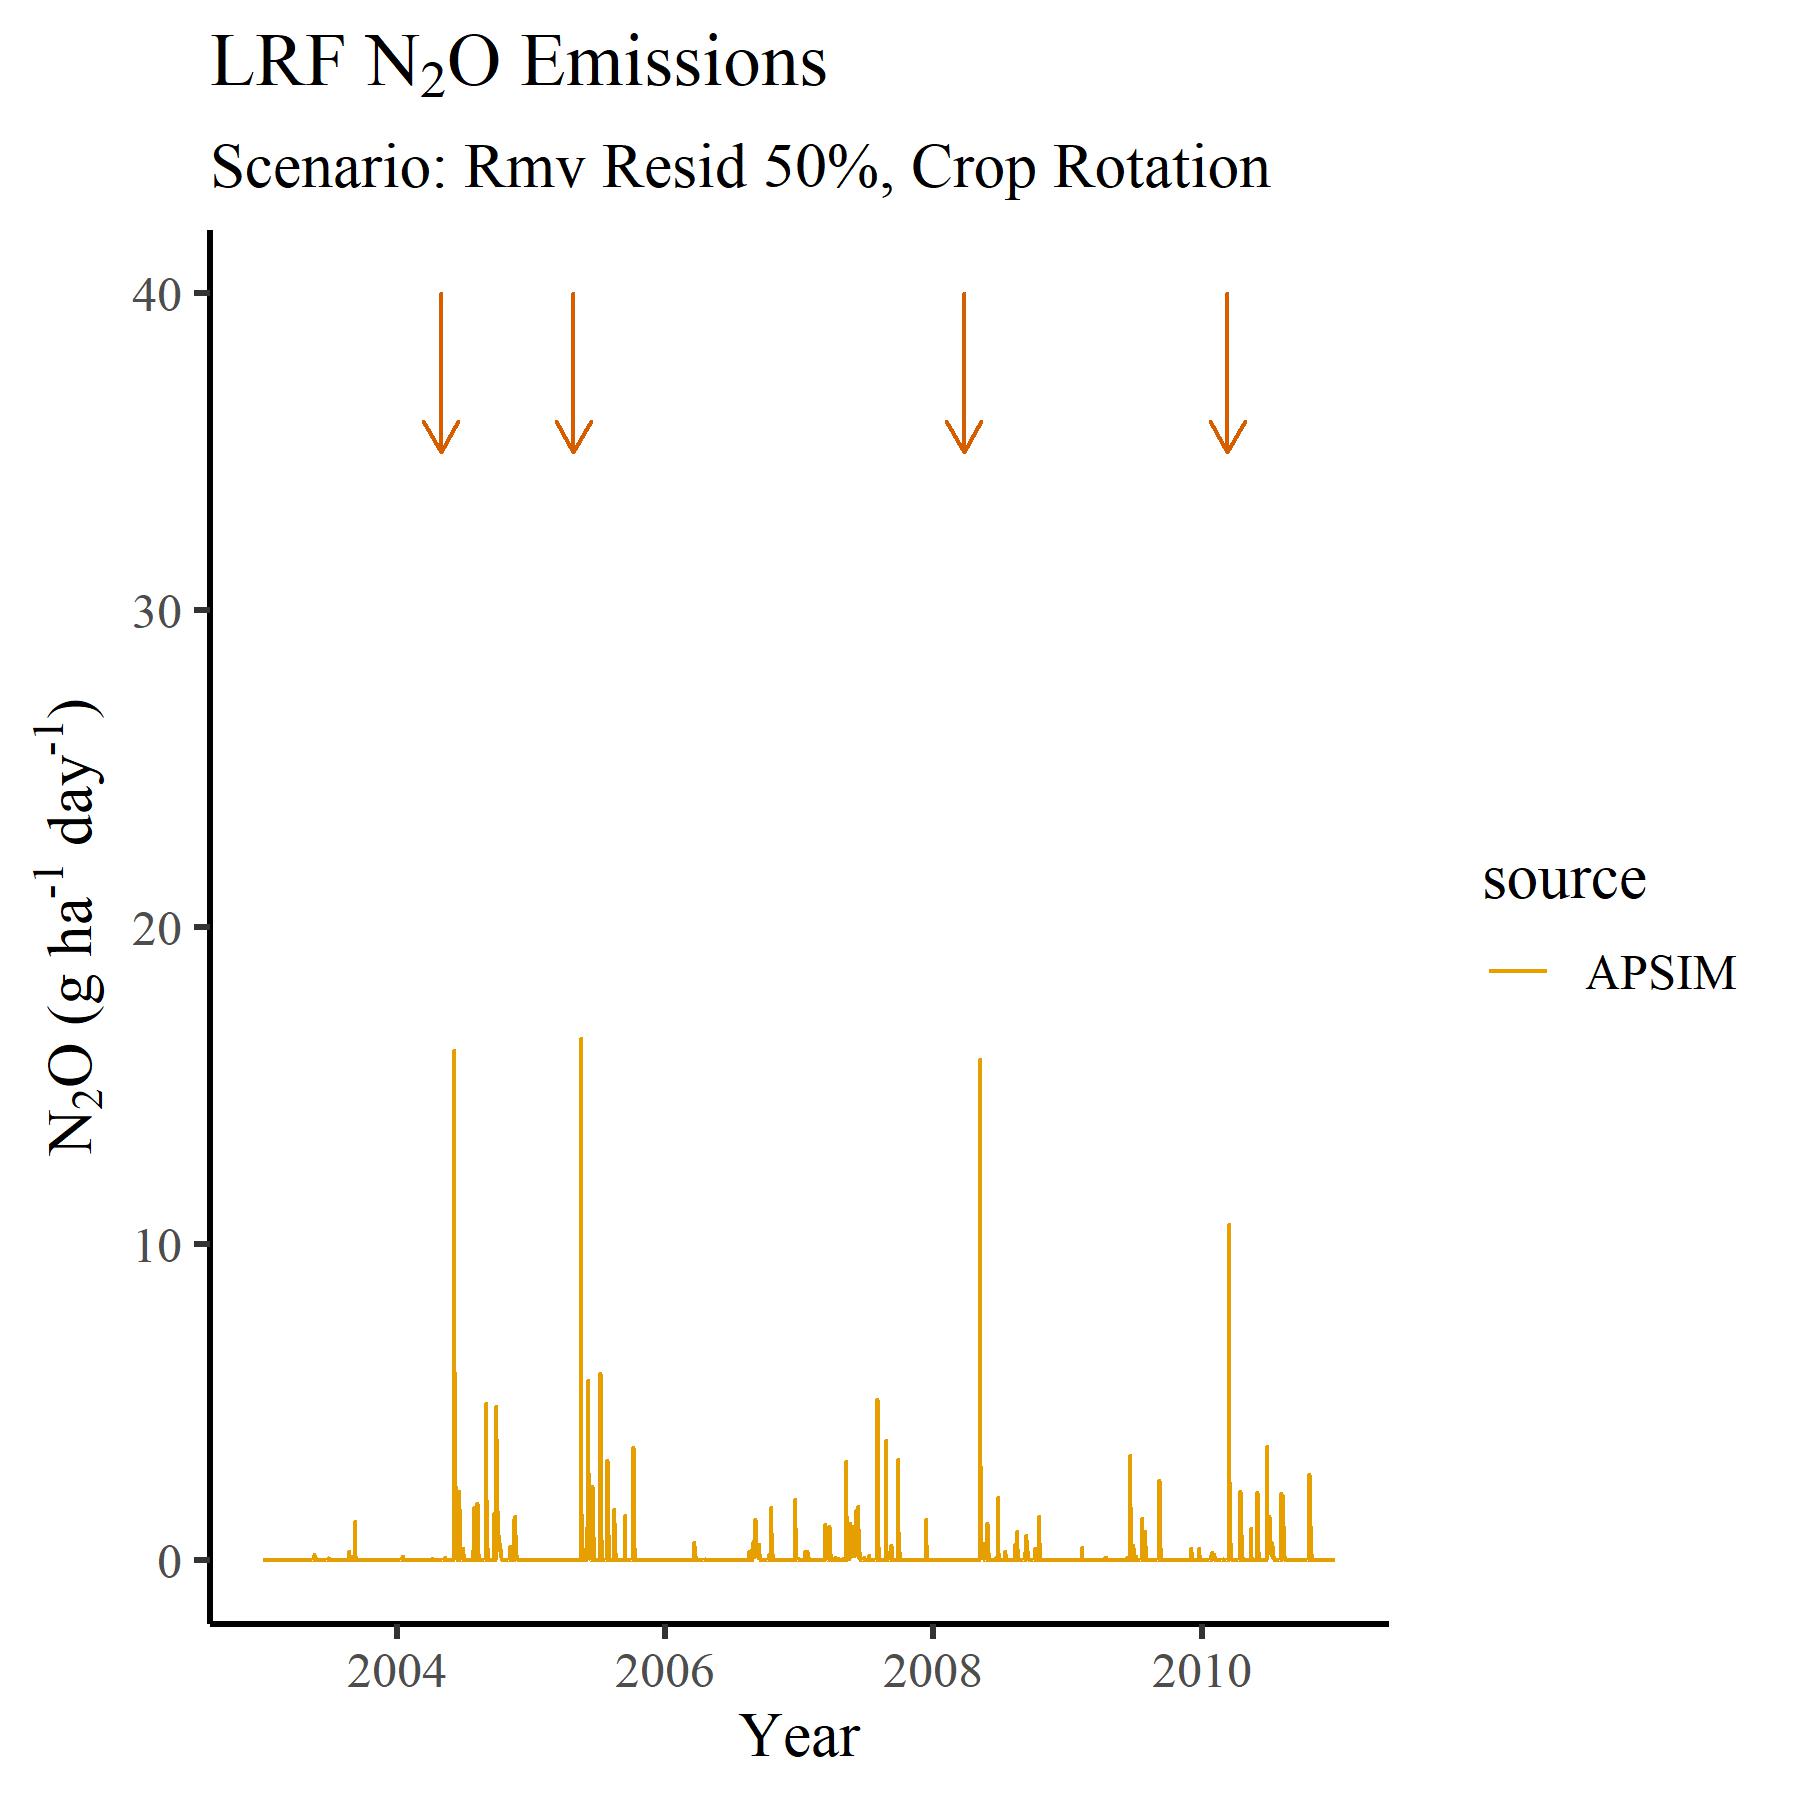 LRF N₂O Emissions
Scenario: Rmv Resid 50%, Crop Rotation
N₂O (g ha⁻¹ day⁻¹)
40
30
20
10
0
2004 2006 2008 2010
Year
source
APSIM